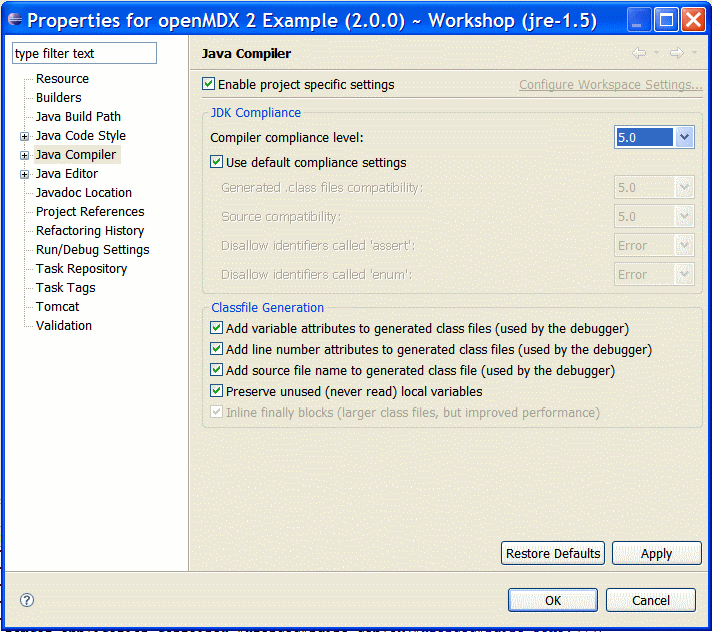 Properties for openMDX 2 Example (2.0.0) ~ Workshop (jre-1.5)
type filter text
Resource
Builders
Java Build Path
Java Code Style
Java Compiler
Java Editor
Javadoc Location
Project References
Refactoring History
Run/Debug Settings
Task Repository
Task Tags
Tomcat
Validation
Java Compiler
Enable project specific settings
Configure Workspace Settings...
JDK Compliance
Compiler compliance level: 5.0
Use default compliance settings
Generated .class files compatibility: 5.0
Source compatibility: 5.0
Disallow identifiers called 'assert': Error
Disallow identifiers called 'enum': Error
Classfile Generation
Add variable attributes to generated class files (used by the debugger)
Add line number attributes to generated class files (used by the debugger)
Add source file name to generated class file (used by the debugger)
Preserve unused (never read) local variables
Inline finally blocks (larger class files, but improved performance)
Restore Defaults Apply
? OK Cancel